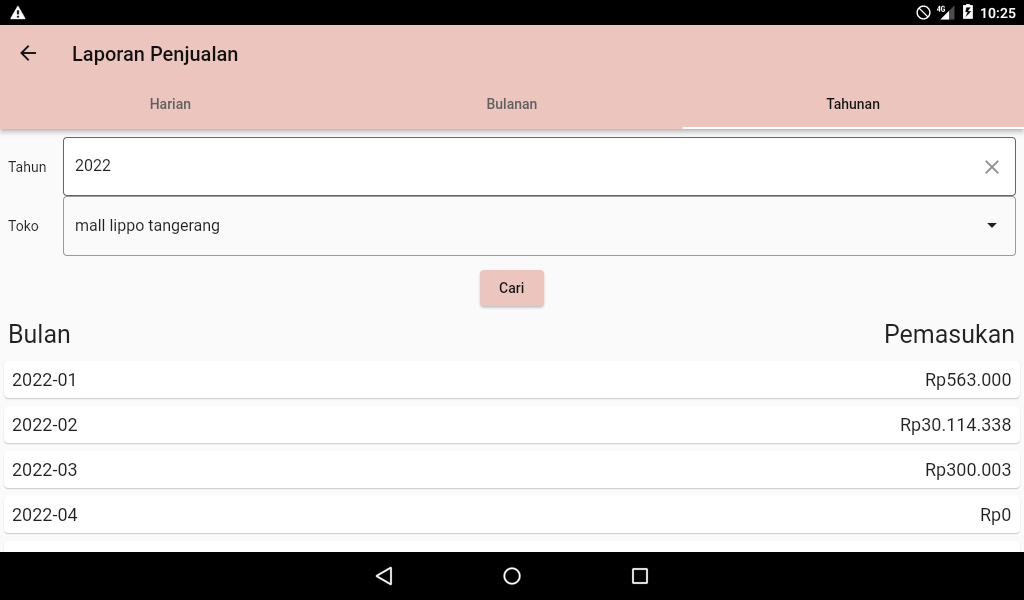 4G 10:25
Laporan Penjualan
Harian Bulanan Tahunan
Tahun 2022
Toko mall lippo tangerang
Cari
Bulan Pemasukan
2022-01 Rp563.000
2022-02 Rp30.114.338
2022-03 Rp300.003
2022-04 Rp0